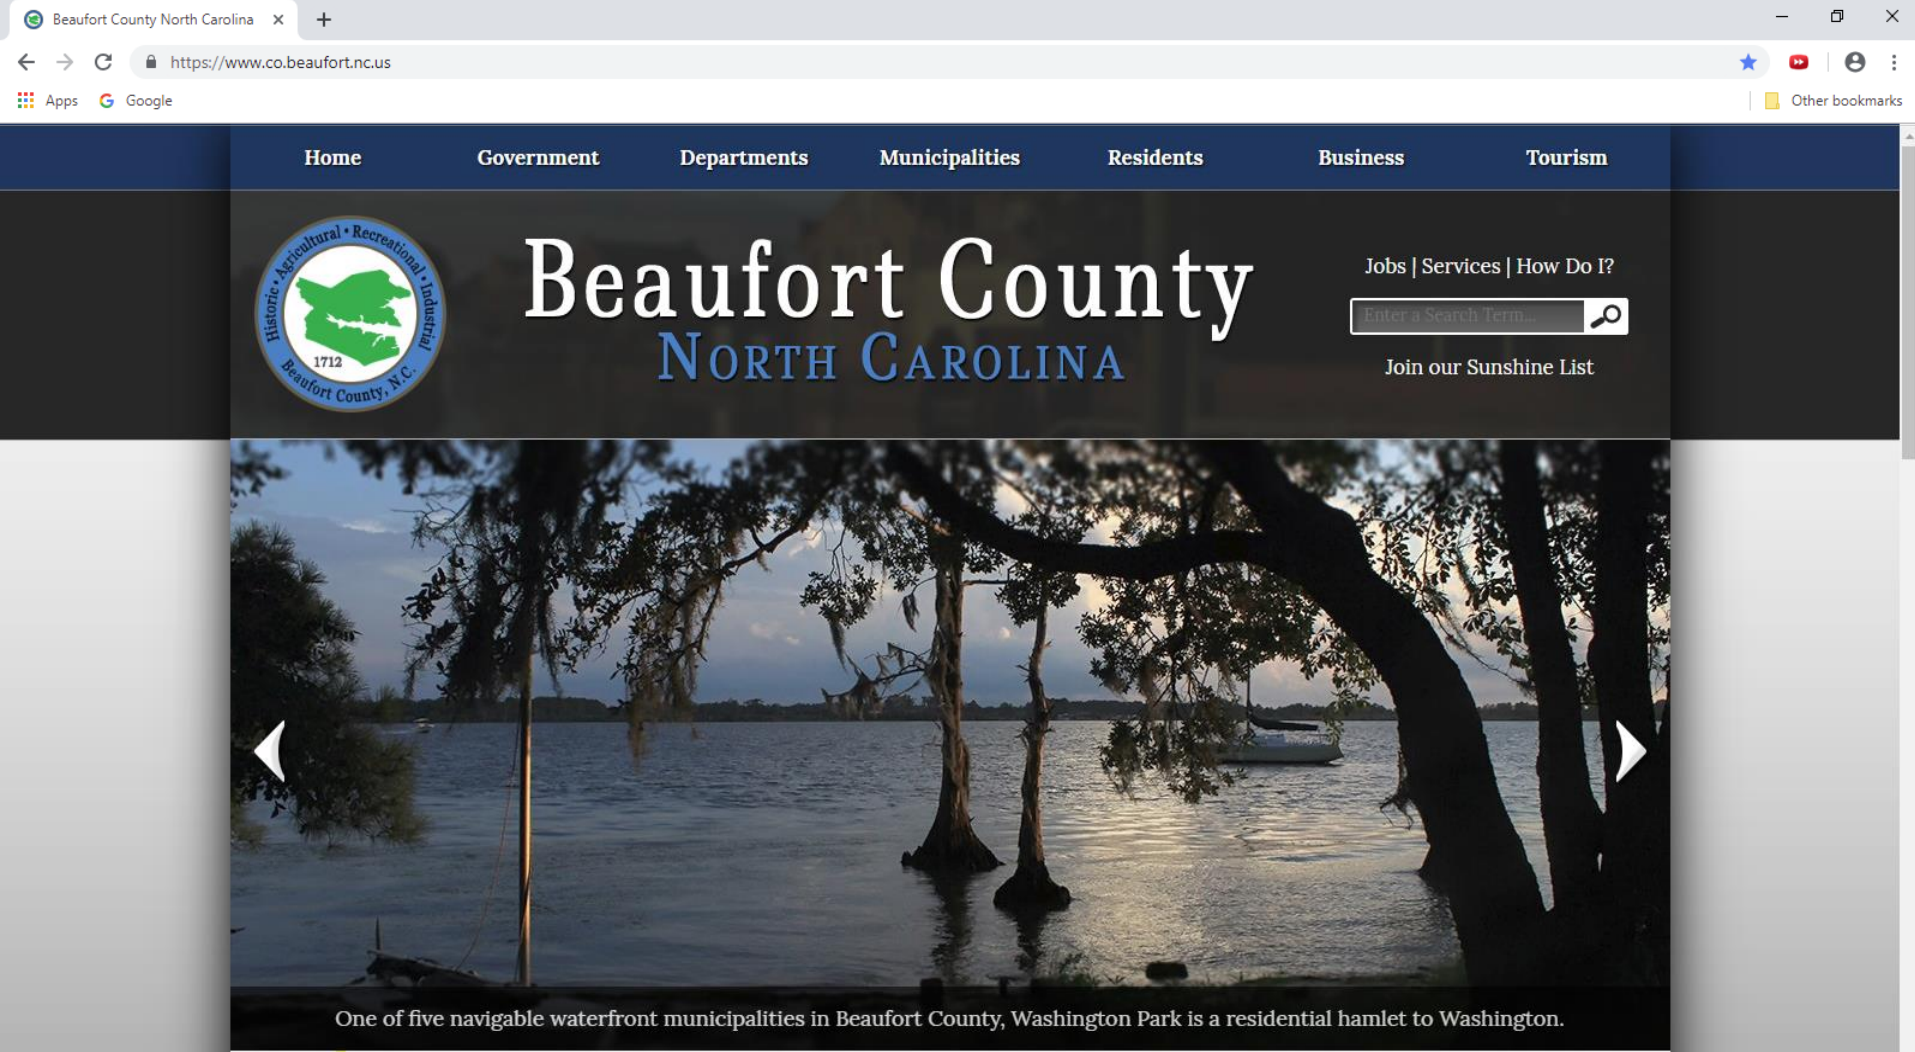 Beaufort County North Carolina
https://www.co.beaufort.nc.us
Apps Google Other bookmarks
Home Government Departments Municipalities Residents Business Tourism
Historic • Agricultural • Recreational • Industrial
1712
Beaufort County, N.C.
Beaufort County
North Carolina
Jobs | Services | How Do I?
Enter a Search Term...
Join our Sunshine List
One of five navigable waterfront municipalities in Beaufort County, Washington Park is a residential hamlet to Washington.